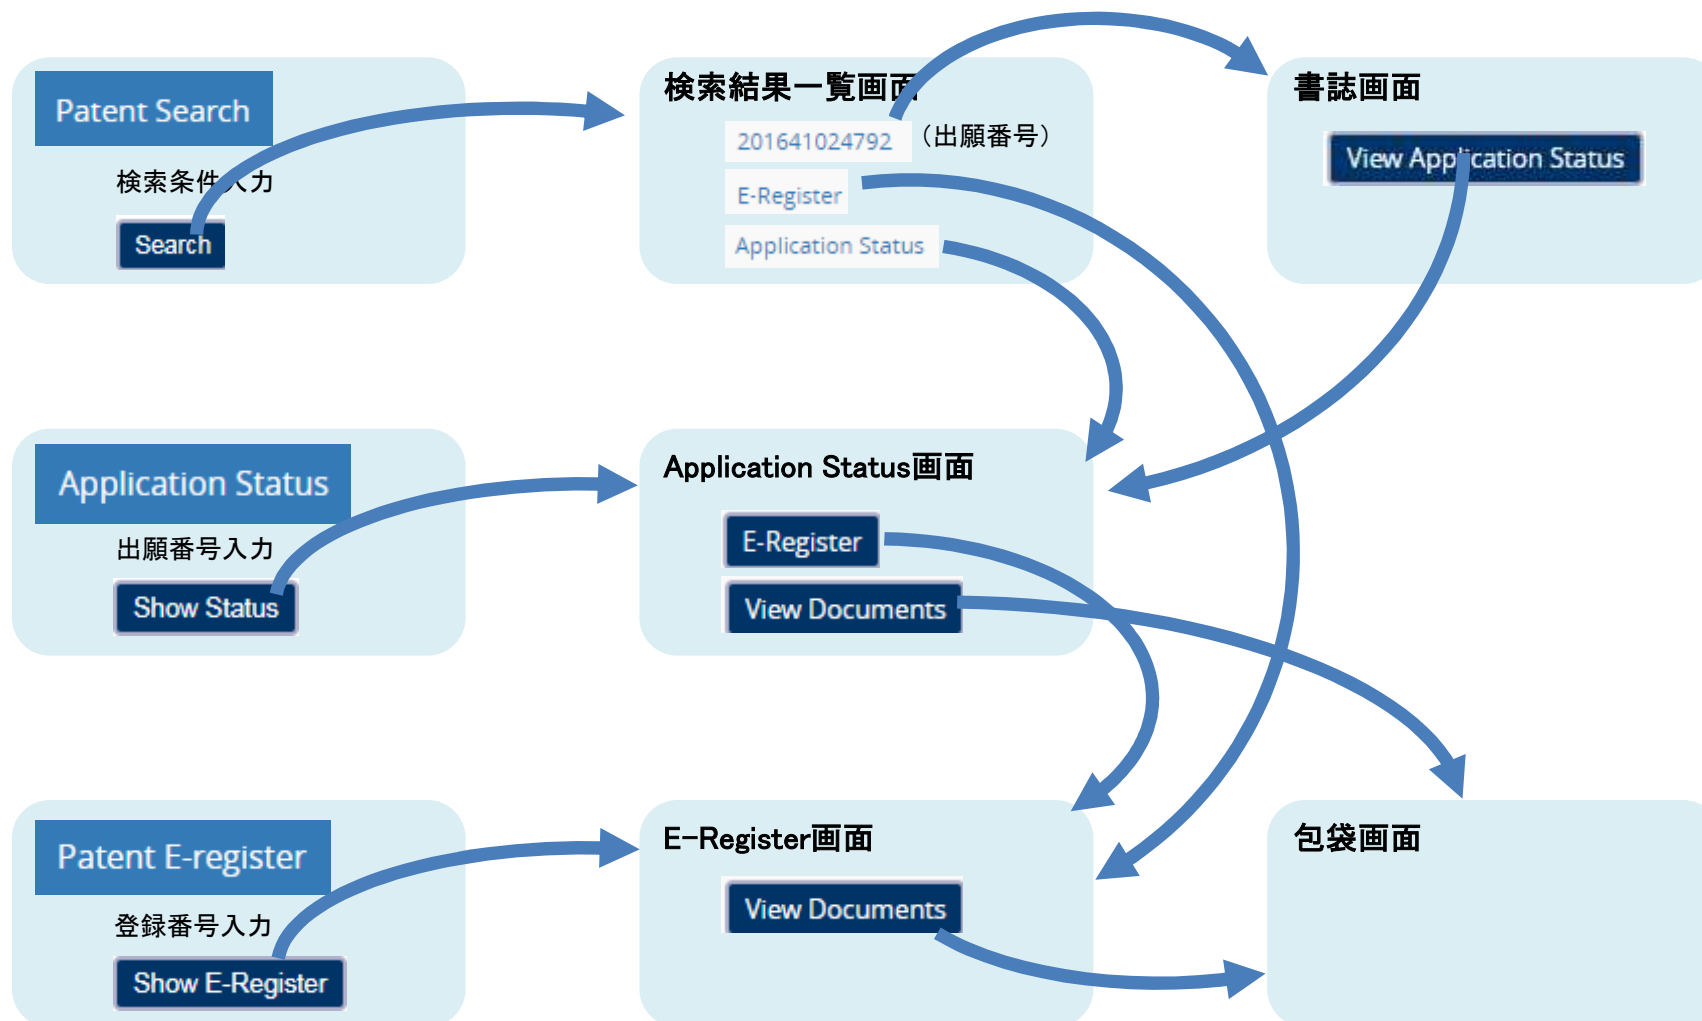 Patent Search
検索条件入力
Search
検索結果一覧画面
201641024792
（出願番号）
E-Register
Application Status
書誌画面
View Application Status
Application Status
出願番号入力
Show Status
Application Status画面
E-Register
View Documents
Patent E-register
登録番号入力
Show E-Register
E-Register画面
View Documents
包袋画面